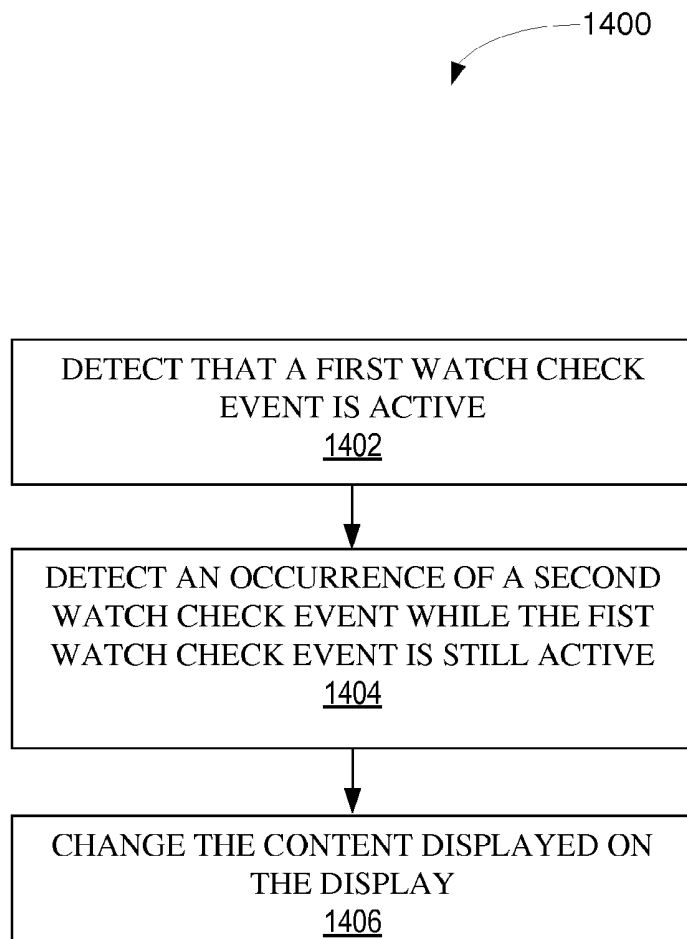 1400
DETECT THAT A FIRST WATCH CHECK
EVENT IS ACTIVE
1402
DETECT AN OCCURRENCE OF A SECOND
WATCH CHECK EVENT WHILE THE FIST
WATCH CHECK EVENT IS STILL ACTIVE
1404
CHANGE THE CONTENT DISPLAYED ON
THE DISPLAY
1406